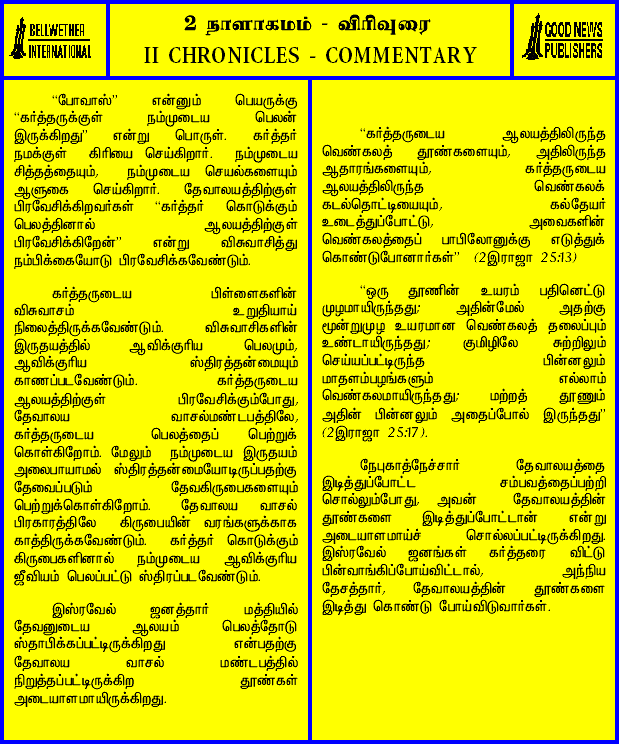 BELLWETHER
INTERNATIONAL
2 நாளாகமம் - விரிவுரை
II CHRONICLES - COMMENTARY
GOOD NEWS
PUBLISHERS
“போவாஸ்” என்னும் பெயருக்கு
“கர்த்தருக்குள் நம்முடைய பெலன்
இருக்கிறது” என்று பொருள். கர்த்தர்
நமக்குள் கிரியை செய்கிறார். நம்முடைய
சித்தத்தையும், நம்முடைய செயல்களையும்
ஆளுகை செய்கிறார். தேவாலயத்திற்குள்
பிரவேசிக்கிறவர்கள் “கர்த்தர் கொடுக்கும்
பெலத்தினால் ஆலயத்திற்குள்
பிரவேசிக்கிறேன்” என்று விசுவாசித்து
நம்பிக்கையோடு பிரவேசிக்கவேண்டும்.
கர்த்தருடைய பிள்ளைகளின்
விசுவாசம் உறுதியாய்
நிலைத்திருக்கவேண்டும். விசுவாசிகளின்
இருதயத்தில் ஆவிக்குரிய பெலமும்,
ஆவிக்குரிய ஸ்திரத்தன்மையும்
காணப்படவேண்டும். கர்த்தருடைய
ஆலயத்திற்குள் பிரவேசிக்கும்போது,
தேவாலய வாசல்மண்டபத்திலே,
கர்த்தருடைய பெலத்தைப் பெற்றுக்
கொள்கிறோம். மேலும் நம்முடைய இருதயம்
அலைபாயாமல் ஸ்திரத்தன்மையோடிருப்பதற்கு
தேவைப்படும் தேவகிருபைகளையும்
பெற்றுக்கொள்கிறோம். தேவாலய வாசல்
பிரகாரத்திலே கிருபையின் வரங்களுக்காக
காத்திருக்கவேண்டும். கர்த்தர் கொடுக்கும்
கிருபைகளினால் நம்முடைய ஆவிக்குரிய
ஜீவியம் பெலப்பட்டு ஸ்திரப்படவேண்டும்.
இஸ்ரவேல் ஜனத்தார் மத்தியில்
தேவனுடைய ஆலயம் பெலத்தோடு
ஸ்தாபிக்கப்பட்டிருக்கிறது என்பதற்கு
தேவாலய வாசல் மண்டபத்தில்
நிறுத்தப்பட்டிருக்கிற தூண்கள்
அடையாளமாயிருக்கிறது.
“கர்த்தருடைய ஆலயத்திலிருந்த
வெண்கலத் தூண்களையும், அதிலிருந்த
ஆதாரங்களையும், கர்த்தருடைய
ஆலயத்திலிருந்த வெண்கலக்
கடல்தொட்டியையும், கல்தேயர்
உடைத்துப்போட்டு, அவைகளின்
வெண்கலத்தைப் பாபிலோனுக்கு எடுத்துக்
கொண்டுபோனார்கள்” (2இராஜா 25:13)
“ஒரு தூணின் உயரம் பதினெட்டு
முழமாயிருந்தது; அதின்மேல் அதற்கு
மூன்றுமுழ உயரமான வெண்கலத் தலைப்பும்
உண்டாயிருந்தது; குமிழிலே சுற்றிலும்
செய்யப்பட்டிருந்த பின்னலும்
மாதளம்பழங்களும் எல்லாம்
வெண்கலமாயிருந்தது; மற்றத் தூணும்
அதின் பின்னலும் அதைப்போல் இருந்தது”
(2இராஜா 25:17).
நேபுகாத்நேச்சார் தேவாலயத்தை
இடித்துப்போட்ட சம்பவத்தைப்பற்றி
சொல்லும்போது, அவன் தேவாலயத்தின்
தூண்களை இடித்துப்போட்டான் என்று
அடையாளமாய்ச் சொல்லப்பட்டிருக்கிறது.
இஸ்ரவேல் ஜனங்கள் கர்த்தரை விட்டு
பின்வாங்கிப்போய்விட்டால், அந்நிய
தேசத்தார், தேவாலயத்தின் தூண்களை
இடித்து கொண்டு போய்விடுவார்கள்.